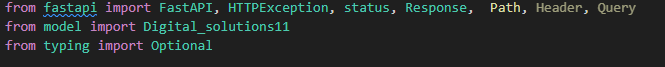 from fastapi import FastAPI, HTTPException, status, Response,  Path, Header, Query
from model import Digital_solutions11
from typing import Optional